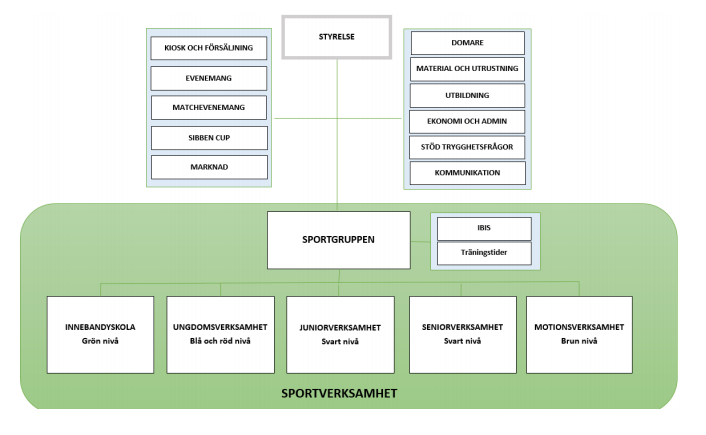 STYRELSE
KIOSK OCH FÖRSÄLJNING
EVENEMANG
MATCHEVENEMANG
SIBBEN CUP
MARKNAD
DOMARE
MATERIAL OCH UTRUSTNING
UTBILDNING
EKONOMI OCH ADMIN
STÖD TRYGGHETSFRÅGOR
KOMMUNIKATION
SPORTGRUPPEN
IBIS
Träningstider
INNEBANDYSKOLA
Grön nivå
UNGDOMSVERKSAMHET
Blå och röd nivå
JUNIORVERKSAMHET
Svart nivå
SENIORVERKSAMHET
Svart nivå
MOTIONSVERKSAMHET
Brun nivå
SPORTVERKSAMHET